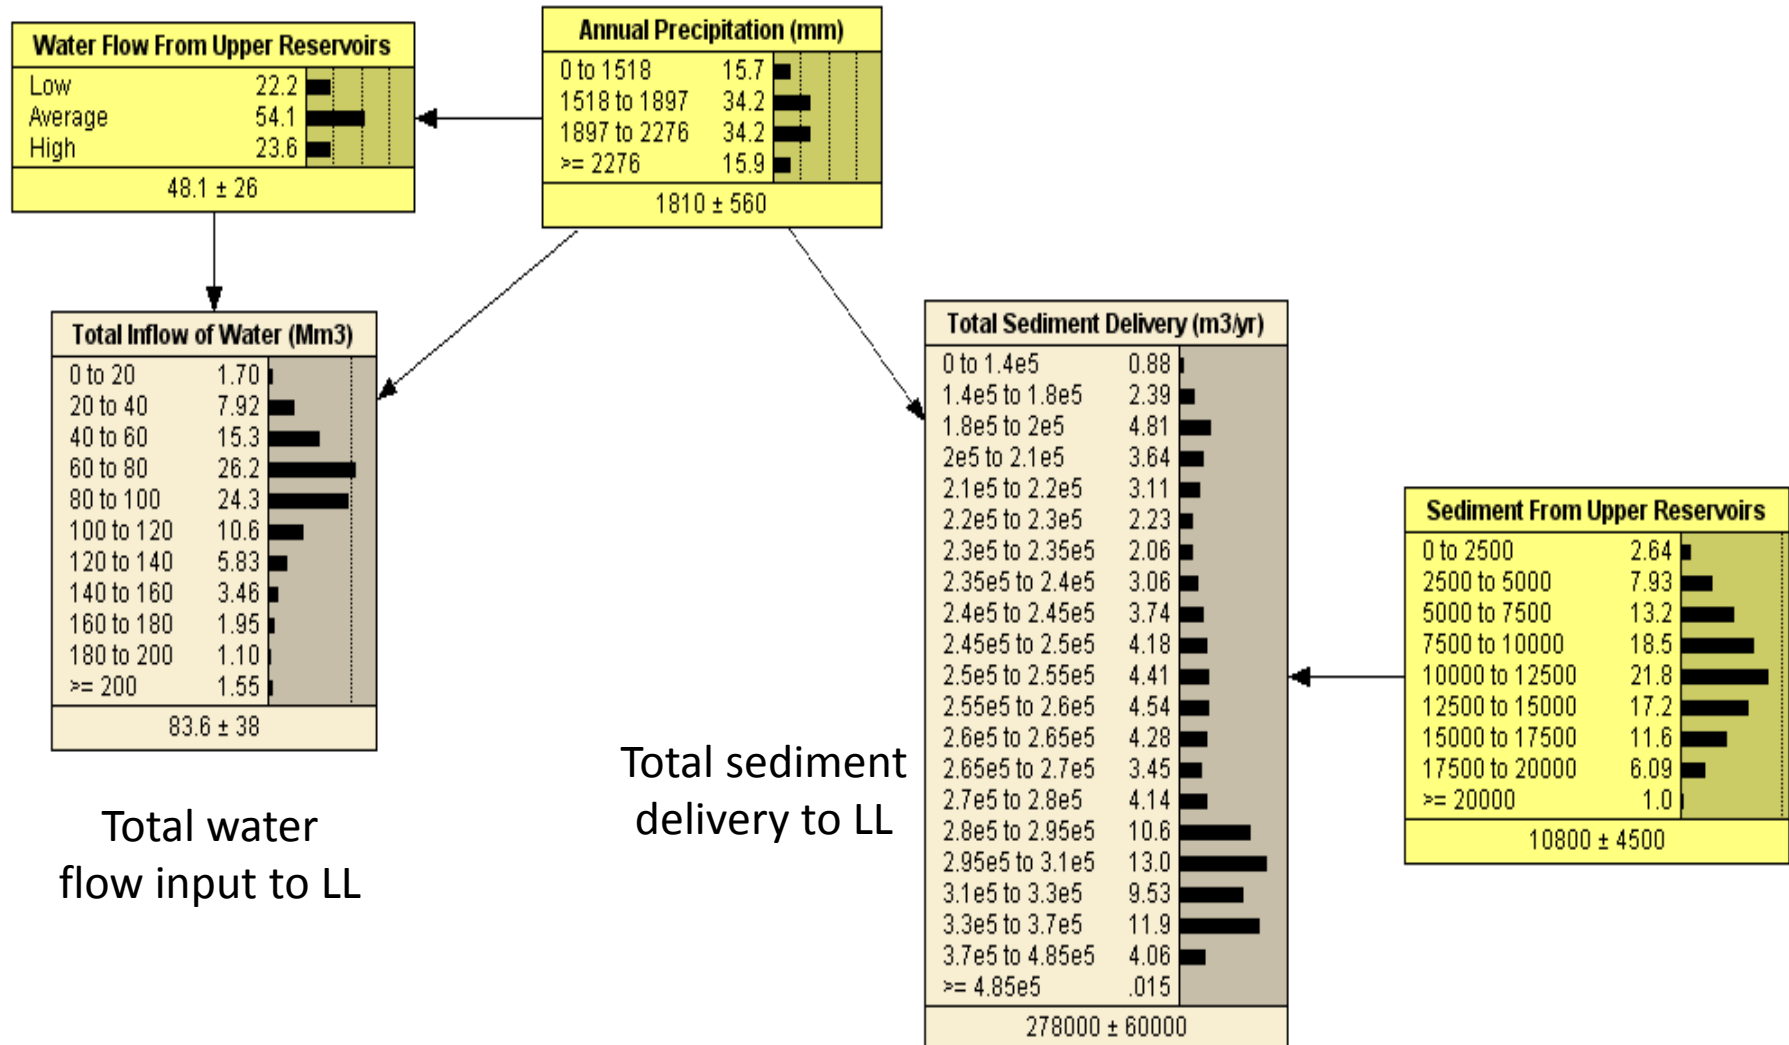 Water Flow From Upper Reservoirs
Low 22.2
Average 54.1
High 23.6
48.1 ± 26
Annual Precipitation (mm)
0 to 1518 15.7
1518 to 1897 34.2
1897 to 2276 34.2
>= 2276 15.9
1810 ± 560
Total Inflow of Water (Mm3)
0 to 20 1.70
20 to 40 7.92
40 to 60 15.3
60 to 80 26.2
80 to 100 24.3
100 to 120 10.6
120 to 140 5.83
140 to 160 3.46
160 to 180 1.95
180 to 200 1.10
>= 200 1.55
83.6 ± 38
Total water
flow input to LL
Total sediment
delivery to LL
Total Sediment Delivery (m3/yr)
0 to 1.4e5 0.88
1.4e5 to 1.8e5 2.39
1.8e5 to 2e5 4.81
2e5 to 2.1e5 3.64
2.1e5 to 2.2e5 3.11
2.2e5 to 2.3e5 2.23
2.3e5 to 2.35e5 2.06
2.35e5 to 2.4e5 3.06
2.4e5 to 2.45e5 3.74
2.45e5 to 2.5e5 4.18
2.5e5 to 2.55e5 4.41
2.55e5 to 2.6e5 4.54
2.6e5 to 2.65e5 4.28
2.65e5 to 2.7e5 3.45
2.7e5 to 2.8e5 4.14
2.8e5 to 2.95e5 10.6
2.95e5 to 3.1e5 13.0
3.1e5 to 3.3e5 9.53
3.3e5 to 3.7e5 11.9
3.7e5 to 4.85e5 4.06
>= 4.85e5 .015
278000 ± 60000
Sediment From Upper Reservoirs
0 to 2500 2.64
2500 to 5000 7.93
5000 to 7500 13.2
7500 to 10000 18.5
10000 to 12500 21.8
12500 to 15000 17.2
15000 to 17500 11.6
17500 to 20000 6.09
>= 20000 1.0
10800 ± 4500